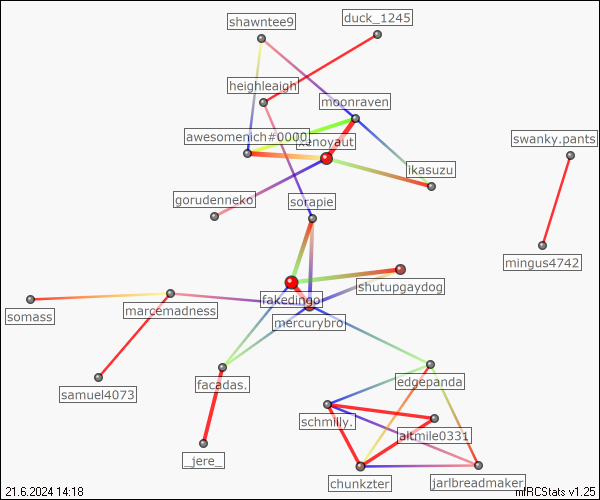 duck_1245
shawntee9
heighleaigh
moonraven
awesomenich#0000
xenoyaut
swanky.pants
ikasuzu
gorudenneko
sorapie
mingus4742
shutupgaydog
fakedingo
marcemadness
somass
mercurybro
facadas.
edgepanda
samuel4073
schmilly.
altmile0331
_jere_
chunkzter
jarlbreadmaker
21.6.2024 14:18
mIRCStats v1.25